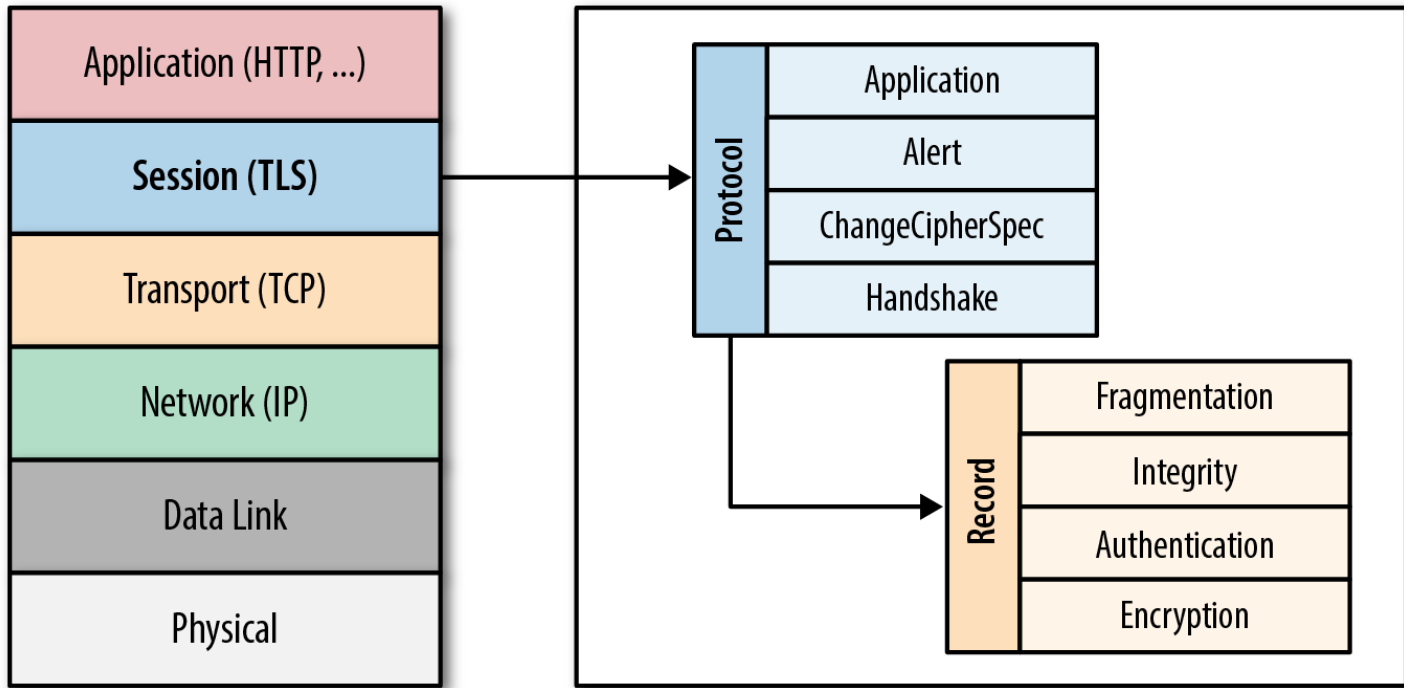 Application (HTTP, ...)
Session (TLS)
Transport (TCP)
Network (IP)
Data Link
Physical
Protocol
Application
Alert
ChangeCipherSpec
Handshake
Record
Fragmentation
Integrity
Authentication
Encryption